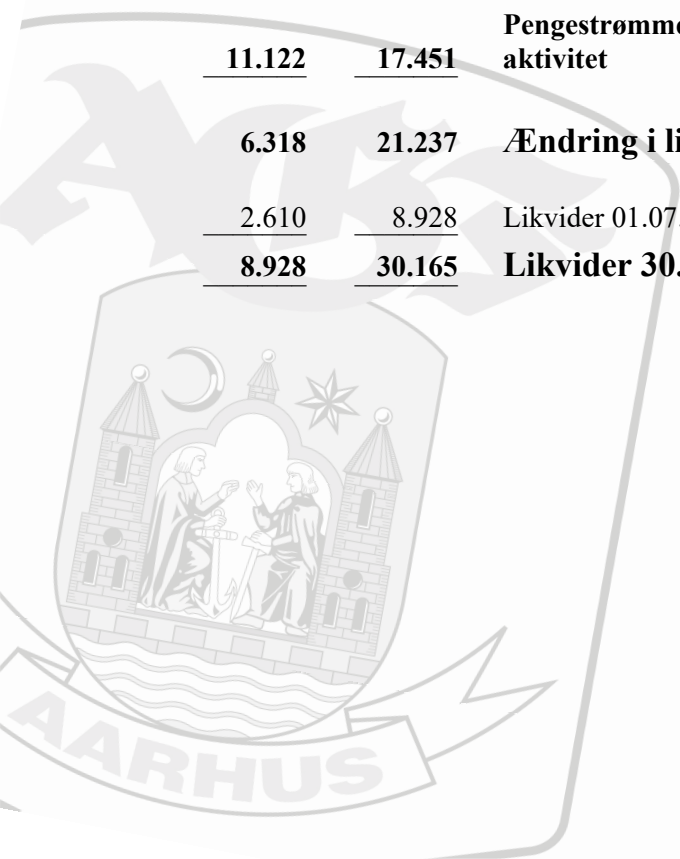 Pengestrømme
11.122 17.451 aktivitet
6.318 21.237 Ændring i li
2.610 8.928 Likvider 01.07.
8.928 30.165 Likvider 30.
AGF
AARHUS